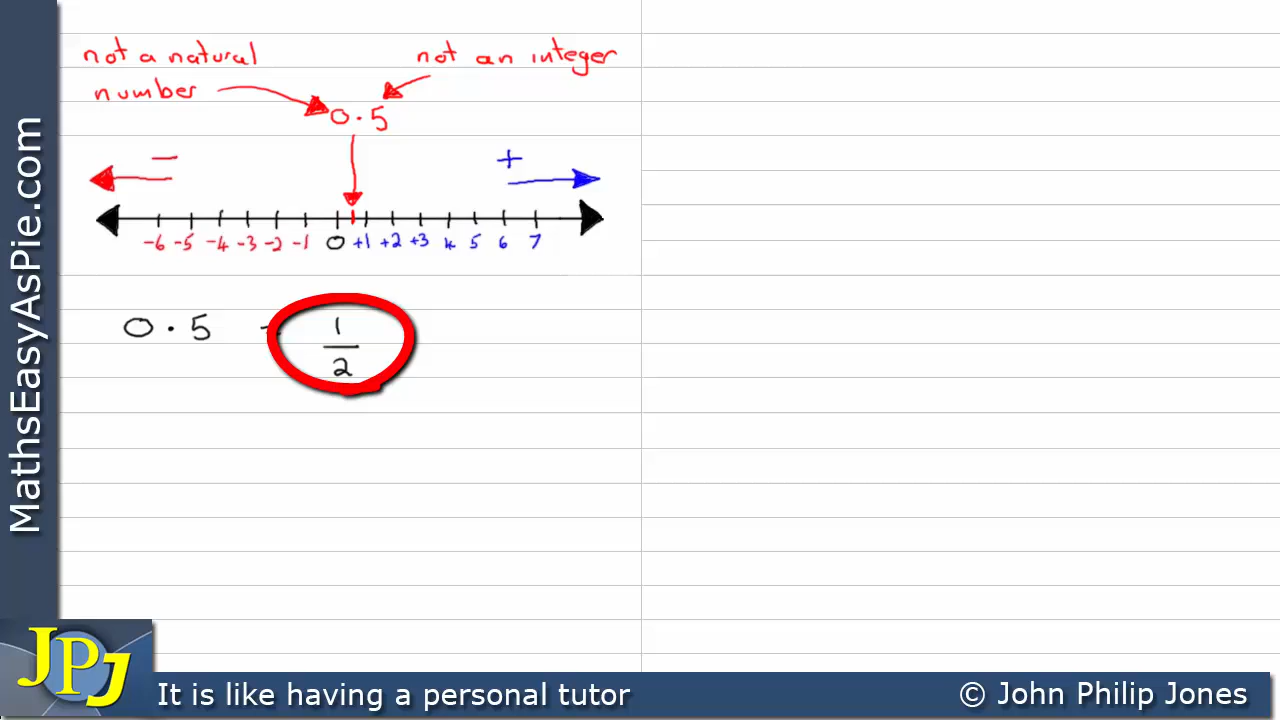 not a natural
number
not an integer
0.5
− +
-6 -5 -4 -3 -2 -1 0 +1 +2 +3 4 5 6 7
0.5 =
1
2
MathsEasyAsPie.com
JPJ
It is like having a personal tutor
© John Philip Jones